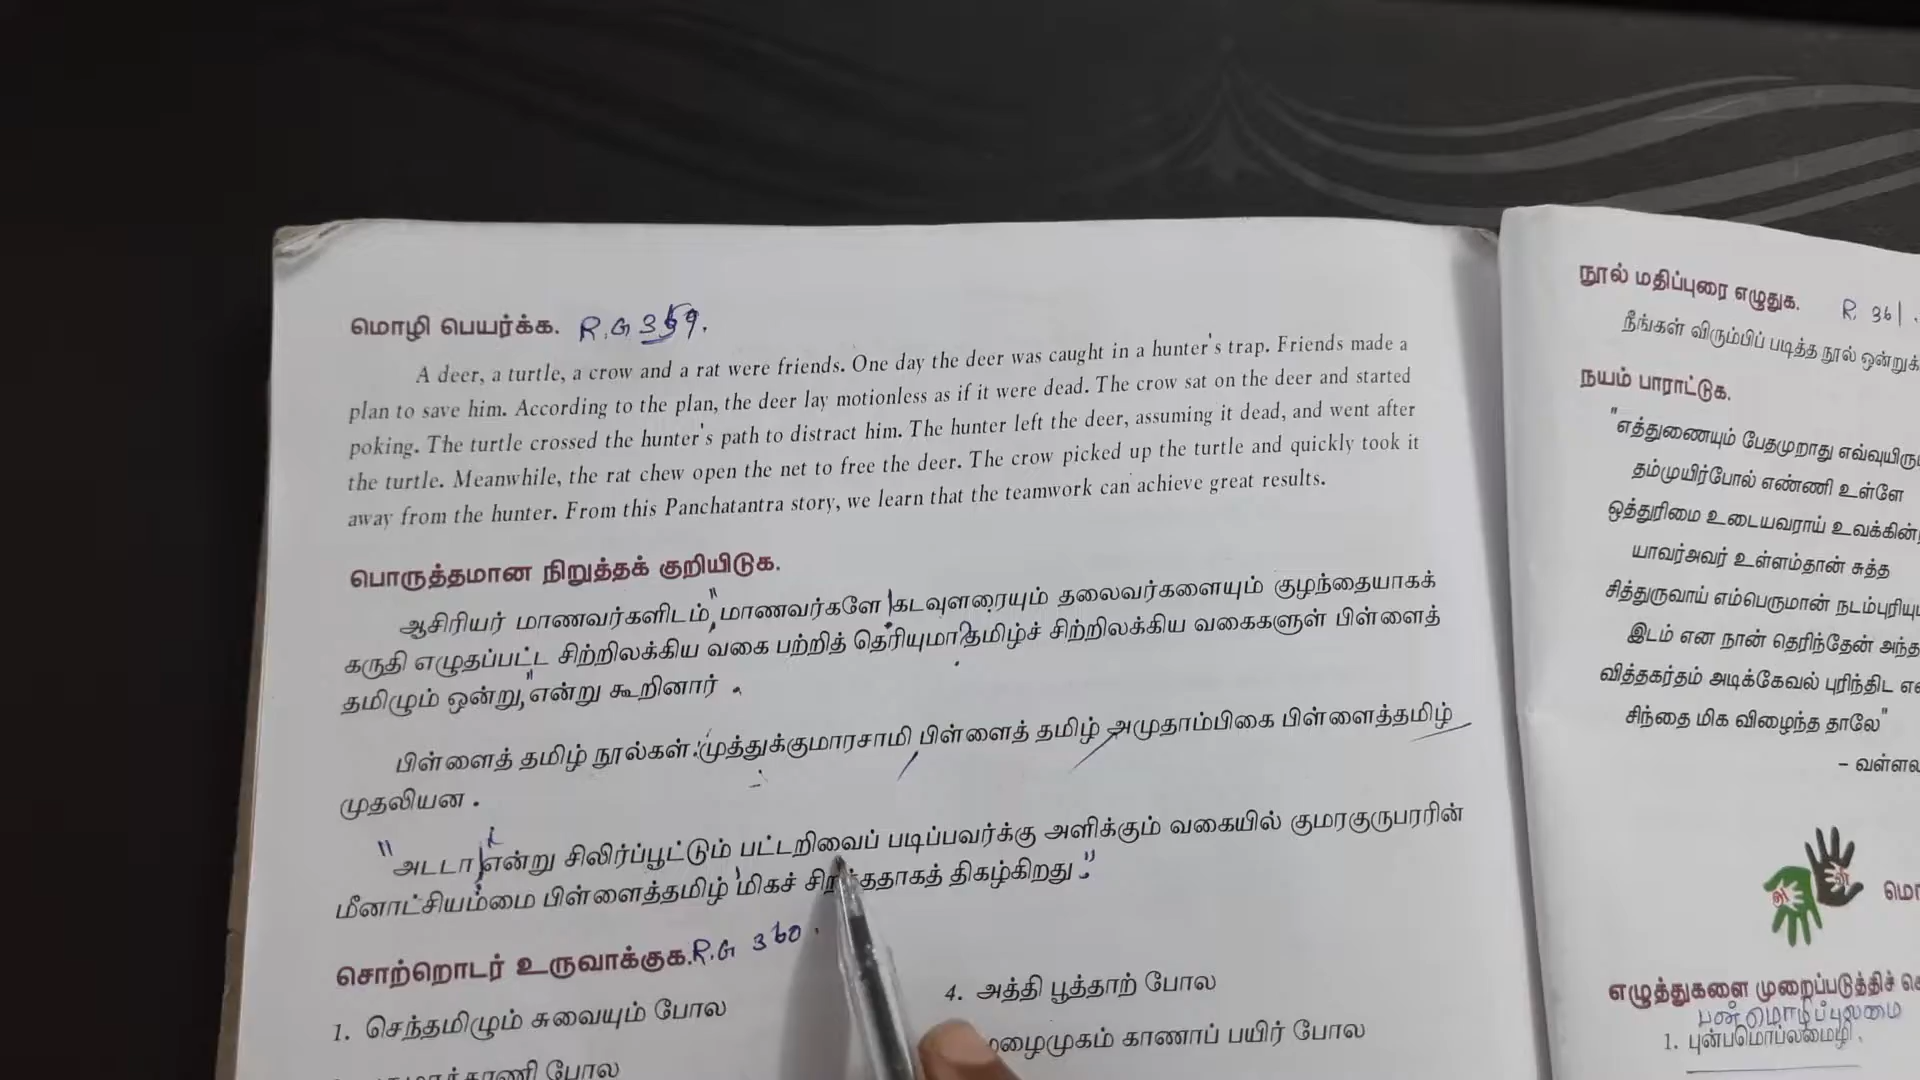 மொழி பெயர்க்க. R.G 359.
A deer, a turtle, a crow and a rat were friends. One day the deer was caught in a hunter's trap. Friends made a
plan to save him. According to the plan, the deer lay motionless as if it were dead. The crow sat on the deer and started
poking. The turtle crossed the hunter's path to distract him. The hunter left the deer, assuming it dead, and went after
the turtle. Meanwhile, the rat chew open the net to free the deer. The crow picked up the turtle and quickly took it
away from the hunter. From this Panchatantra story, we learn that the teamwork can achieve great results.
பொருத்தமான நிறுத்தக் குறியிடுக.
ஆசிரியர் மாணவர்களிடம்," மாணவர்களே! கடவுளரையும் தலைவர்களையும் குழந்தையாகக்
கருதி எழுதப்பட்ட சிற்றிலக்கிய வகை பற்றித் தெரியுமா? தமிழ்ச் சிற்றிலக்கிய வகைகளுள் பிள்ளைத்
தமிழும் ஒன்று," என்று கூறினார்.
பிள்ளைத் தமிழ் நூல்கள்: முத்துக்குமாரசாமி பிள்ளைத் தமிழ், அமுதாம்பிகை பிள்ளைத்தமிழ்
முதலியன.
"அடடா! என்று சிலிர்ப்பூட்டும் பட்டறிவைப் படிப்பவர்க்கு அளிக்கும் வகையில் குமரகுருபரரின்
மீனாட்சியம்மை பிள்ளைத்தமிழ் மிகச் சிறந்ததாகத் திகழ்கிறது."
சொற்றொடர் உருவாக்குக. R.G 360.
1. செந்தமிழும் சுவையும் போல
4. அத்தி பூத்தாற் போல
மழைமுகம் காணாப் பயிர் போல
போல
நூல் மதிப்புரை எழுதுக. R. 361.
நீங்கள் விரும்பிப் படித்த நூல் ஒன்றுக்
நயம் பாராட்டுக.
"எத்துணையும் பேதமுறாது எவ்வுயிரும்
தம்முயிர்போல் எண்ணி உள்ளே
ஒத்துரிமை உடையவராய் உவக்கின்
யாவர்அவர் உள்ளம்தான் சுத்த
சித்துருவாய் எம்பெருமான் நடம்புரியு
இடம் என நான் தெரிந்தேன் அந்த
வித்தகர்தம் அடிக்கேவல் புரிந்திட எ
சிந்தை மிக விழைந்த தாலே"
– வள்ளல
மொ
எழுத்துகளை முறைப்படுத்திச் சொ
பன்மொழிப்புலமை
1. புன்பமொப்லமைழி